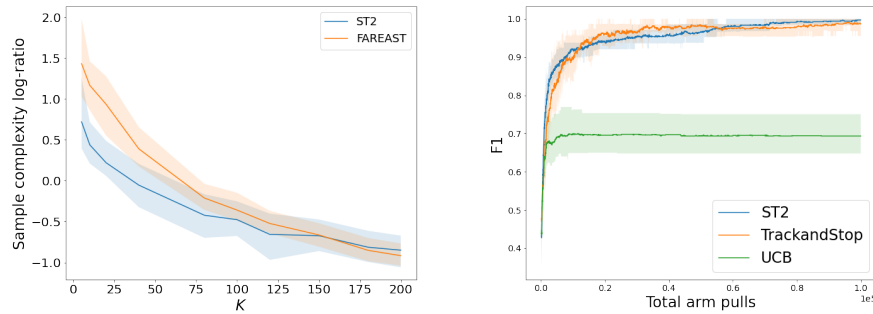 2.0
1.5
1.0
0.5
0.0
−0.5
−1.0
Sample complexity log-ratio
ST2
FAREAST
0 25 50 75 100 125 150 175 200
K
1.0
0.9
0.8
0.7
0.6
0.5
0.4
F1
ST2
TrackandStop
UCB
0.0 0.2 0.4 0.6 0.8 1.0
1e5
Total arm pulls